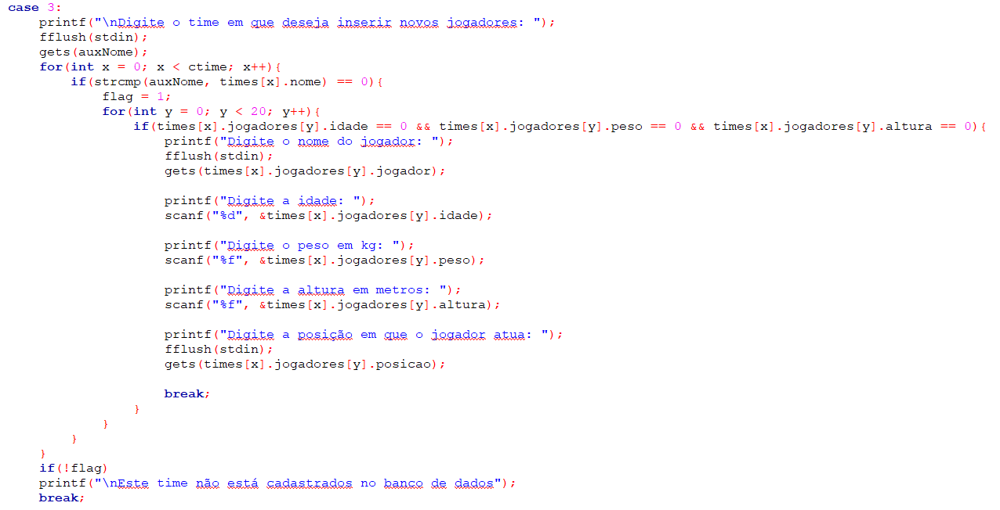 case 3:
    printf("\nDigite o time em que deseja inserir novos jogadores: ");
    fflush(stdin);
    gets(auxNome);
    for(int x = 0; x < ctime; x++){
        if(strcmp(auxNome, times[x].nome) == 0){
            flag = 1;
            for(int y = 0; y < 20; y++){
                if(times[x].jogadores[y].idade == 0 && times[x].jogadores[y].peso == 0 && times[x].jogadores[y].altura == 0){
                    printf("Digite o nome do jogador: ");
                    fflush(stdin);
                    gets(times[x].jogadores[y].jogador);

                    printf("Digite a idade: ");
                    scanf("%d", &times[x].jogadores[y].idade);

                    printf("Digite o peso em kg: ");
                    scanf("%f", &times[x].jogadores[y].peso);

                    printf("Digite a altura em metros: ");
                    scanf("%f", &times[x].jogadores[y].altura);

                    printf("Digite a posição em que o jogador atua: ");
                    fflush(stdin);
                    gets(times[x].jogadores[y].posicao);

                    break;
                }
            }
        }
    }
    if(!flag)
    printf("\nEste time não está cadastrados no banco de dados");
    break;